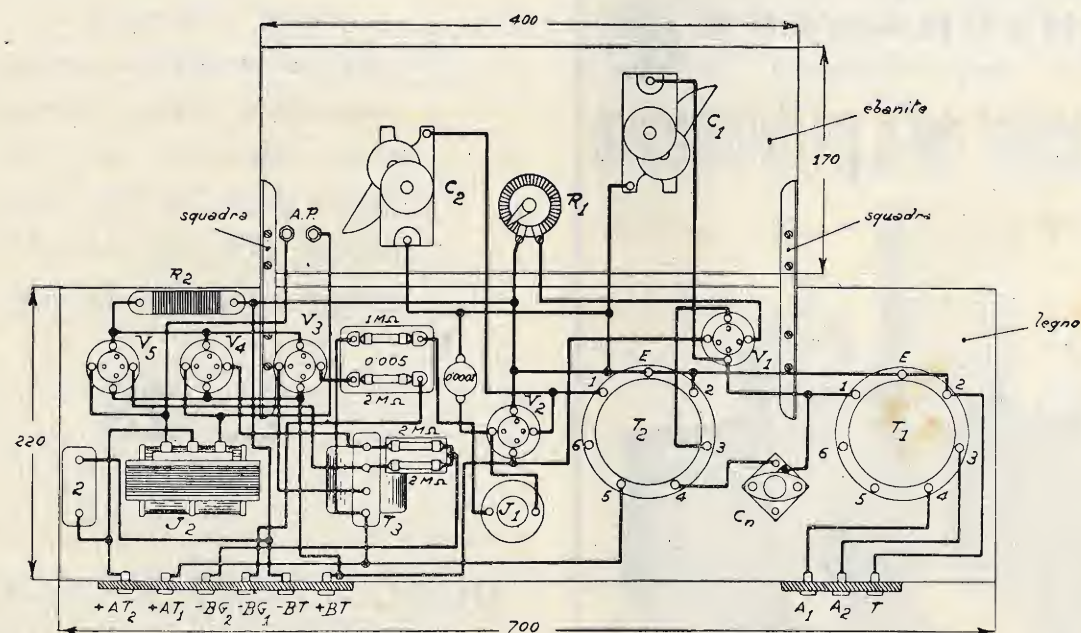 400
C₁
ebanite
170
C₂
R₁
squadra
A.P.
squadra
R₂
V₃
1MΩ
legno
V₅
V₄
0.005
0.0001
V₁
2MΩ
1
E
2
1
E
2
V₂
220
T₂
T₁
2MΩ
6
3
6
3
2
2MΩ
5
4
5
4
J₂
T₃
J₁
Cn
+AT₂ +AT₁ -BG₂ -BG₁ -BT +BT
A₁ A₂ T
700